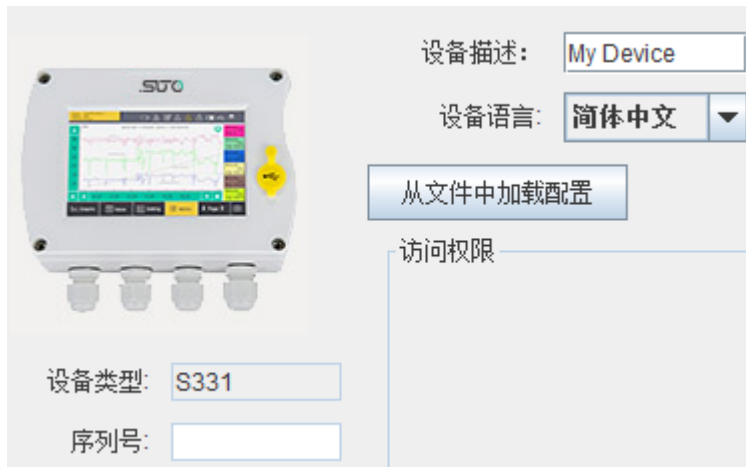 设备描述： My Device
SUTO
设备语言: 简体中文
从文件中加载配置
访问权限
设备类型: S331
序列号: